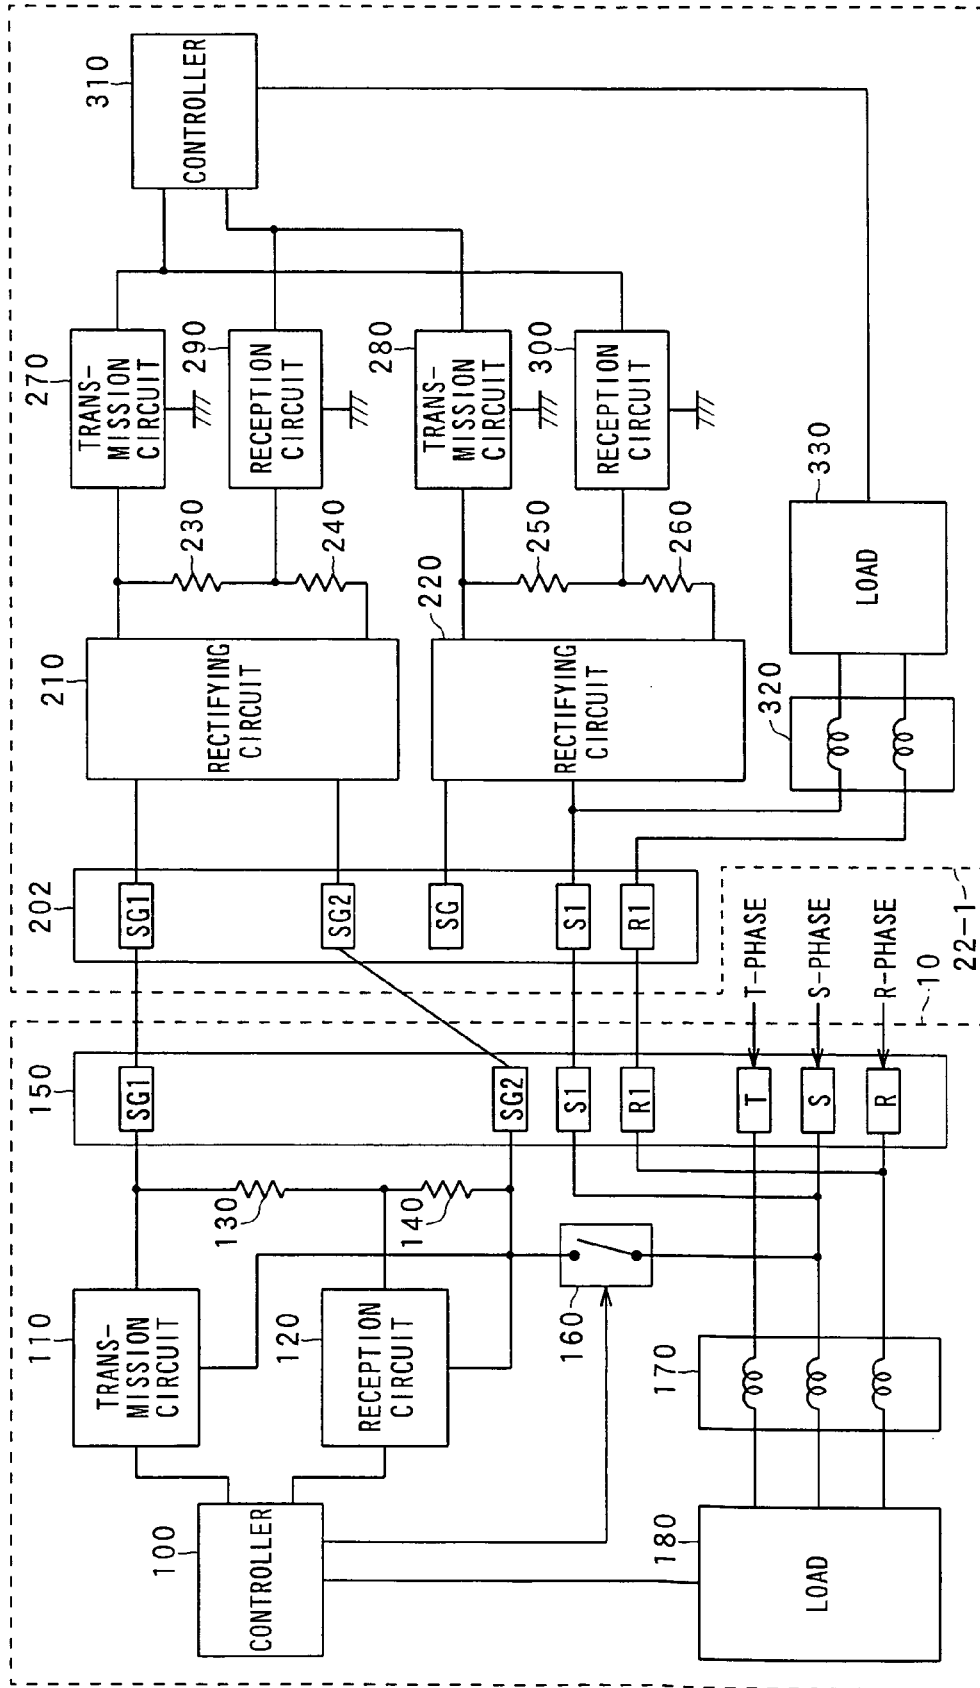 310
CONTROLLER
270
TRANS-
MISSION
CIRCUIT
290
RECEPTION
CIRCUIT
280
TRANS-
MISSION
CIRCUIT
300
RECEPTION
CIRCUIT
230
240
250
260
330
LOAD
210
RECTIFYING
CIRCUIT
220
RECTIFYING
CIRCUIT
320
202
SG1
SG2
SG
S1
R1
T-PHASE
S-PHASE
R-PHASE
22-1
10
150
SG1
SG2
S1
R1
T
S
R
130
140
110
TRANS-
MISSION
CIRCUIT
120
RECEPTION
CIRCUIT
160
170
100
CONTROLLER
180
LOAD